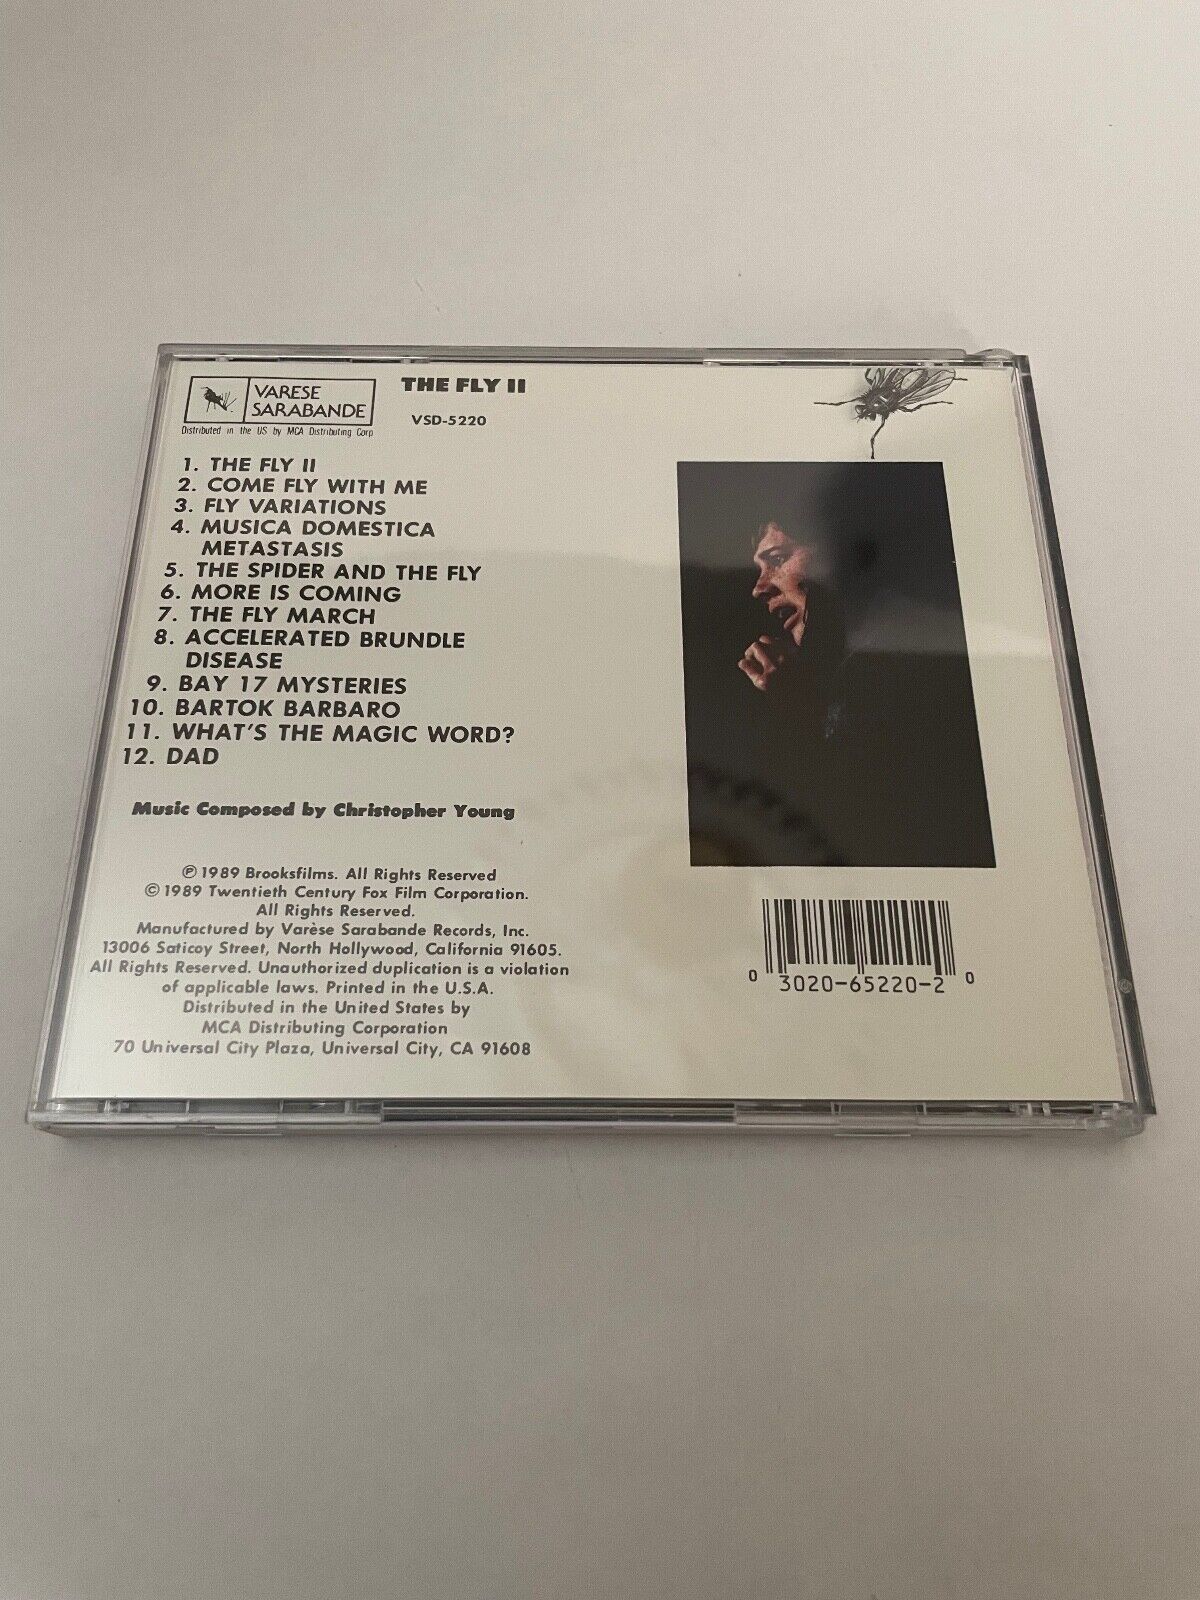 VARESE
SARABANDE
Distributed in the US by MCA Distributing Corp
THE FLY II
VSD-5220
1. THE FLY II
2. COME FLY WITH ME
3. FLY VARIATIONS
4. MUSICA DOMESTICA
METASTASIS
5. THE SPIDER AND THE FLY
6. MORE IS COMING
7. THE FLY MARCH
8. ACCELERATED BRUNDLE
DISEASE
9. BAY 17 MYSTERIES
10. BARTOK BARBARO
11. WHAT'S THE MAGIC WORD?
12. DAD
Music Composed by Christopher Young
℗ 1989 Brooksfilms. All Rights Reserved
© 1989 Twentieth Century Fox Film Corporation.
All Rights Reserved.
Manufactured by Varèse Sarabande Records, Inc.
13006 Saticoy Street, North Hollywood, California 91605.
All Rights Reserved. Unauthorized duplication is a violation
of applicable laws. Printed in the U.S.A.
Distributed in the United States by
MCA Distributing Corporation
70 Universal City Plaza, Universal City, CA 91608
0 3020-65220-2 0